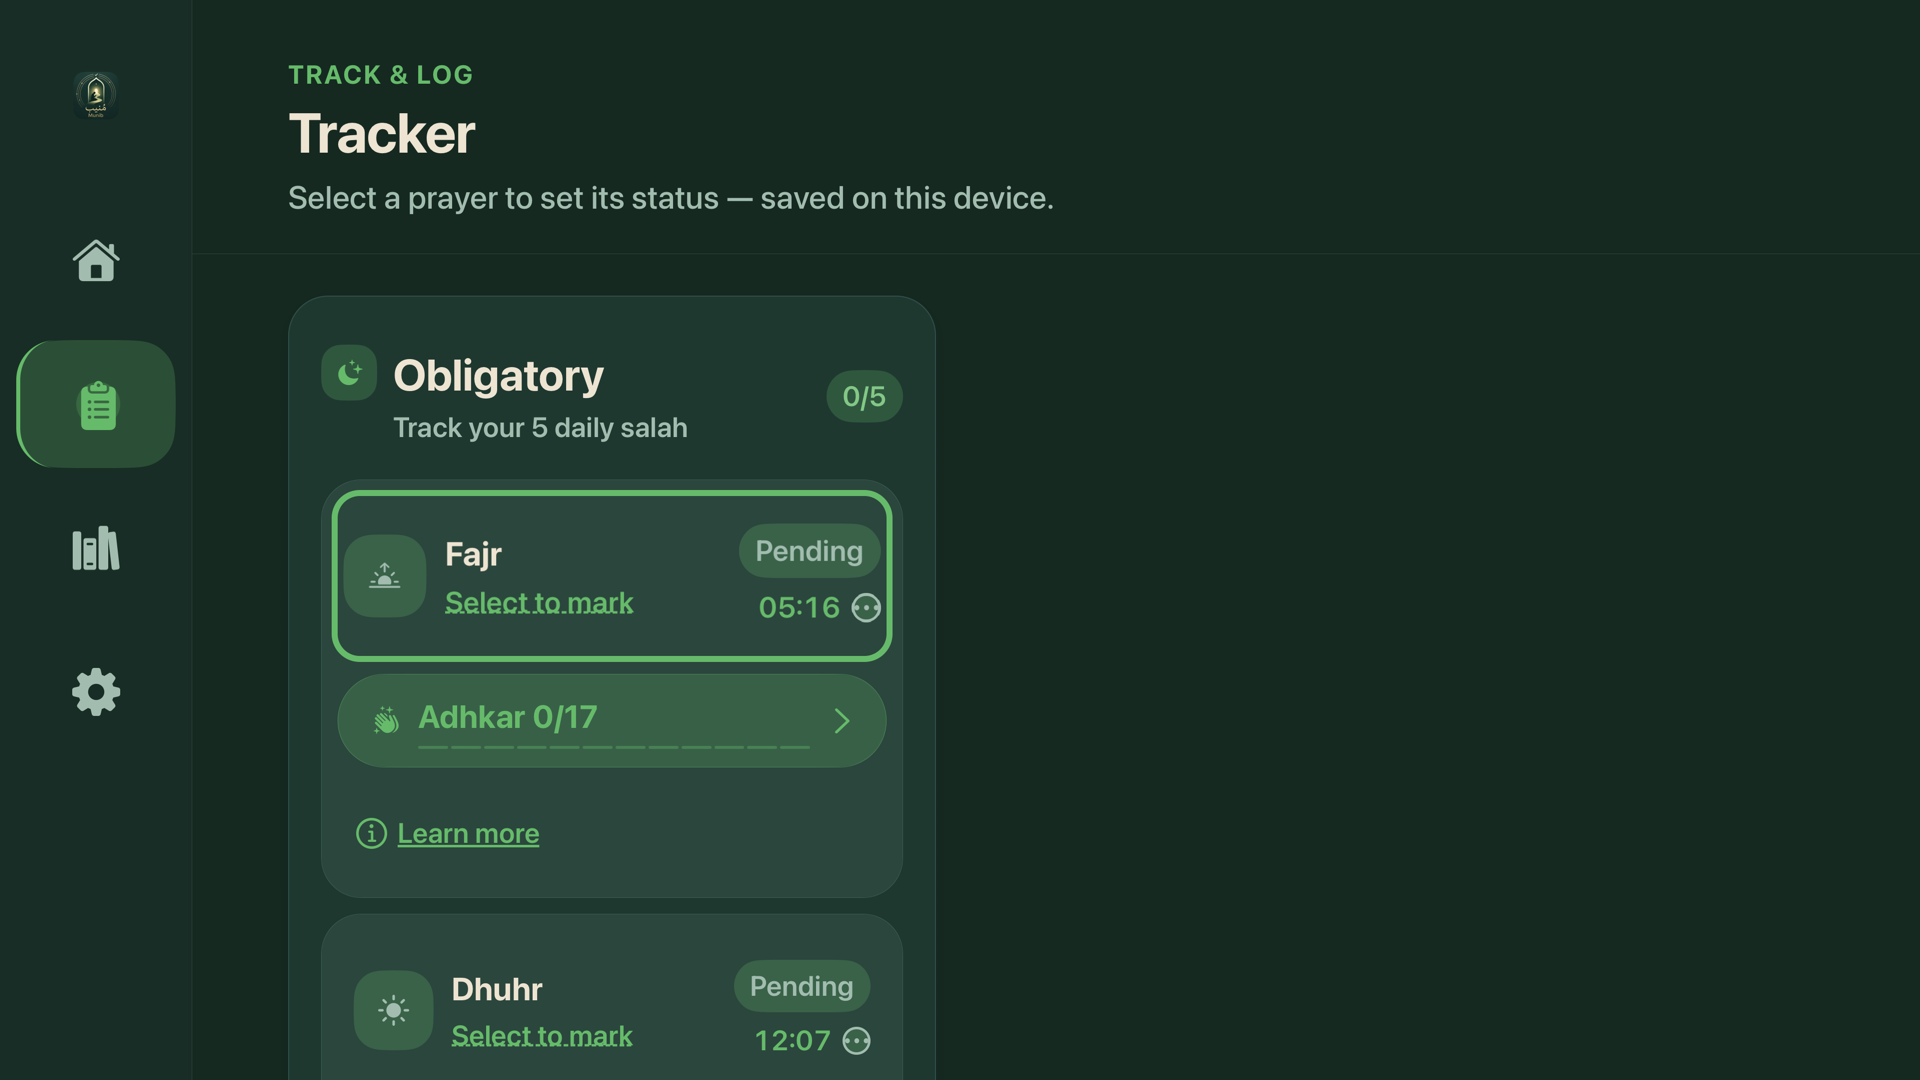 منيب
Munib
TRACK & LOG
Tracker
Select a prayer to set its status — saved on this device.
Obligatory
0/5
Track your 5 daily salah
Fajr
Pending
Select to mark
05:16
Adhkar 0/17
Learn more
Dhuhr
Pending
Select to mark
12:07